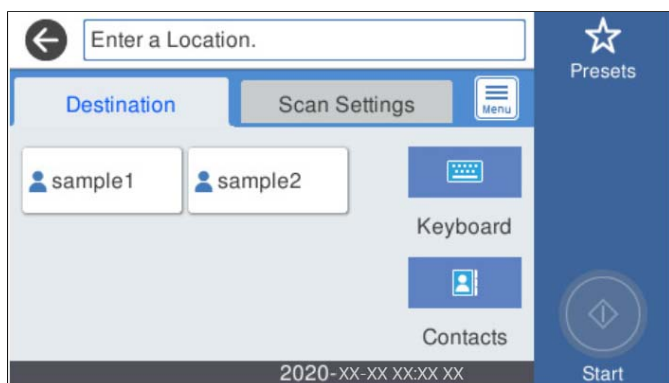 Enter a Location.
Presets
Destination
Scan Settings
Menu
sample1
sample2
Keyboard
Contacts
2020-XX-XX XX:XX XX
Start